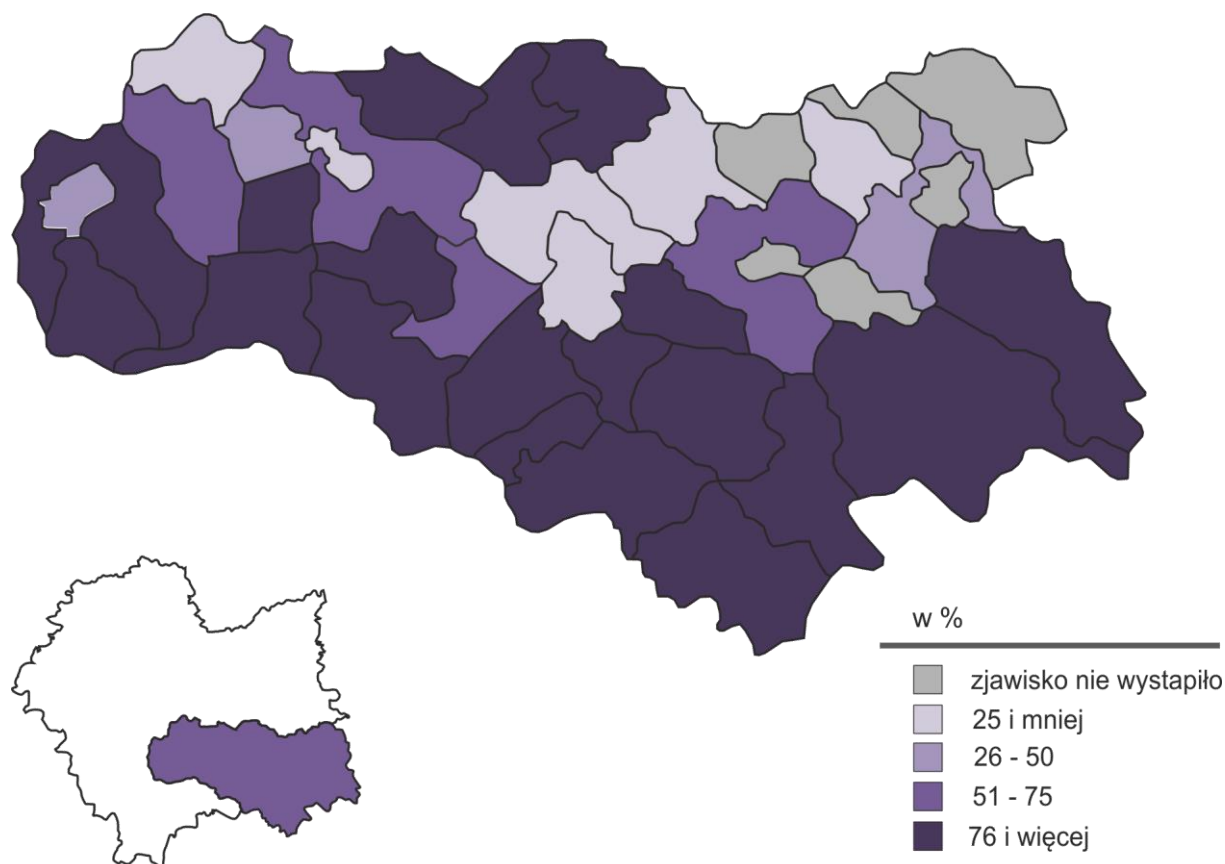 w %
zjawisko nie wystapiło
25 i mniej
26 - 50
51 - 75
76 i więcej